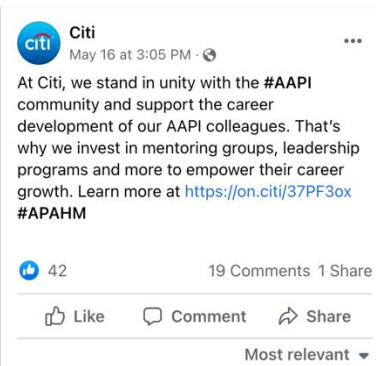 citi
Citi
May 16 at 3:05 PM ·
At Citi, we stand in unity with the #AAPI
community and support the career
development of our AAPI colleagues. That's
why we invest in mentoring groups, leadership
programs and more to empower their career
growth. Learn more at https://on.citi/37PF3ox
#APAHM
42 19 Comments 1 Share
Like Comment Share
Most relevant